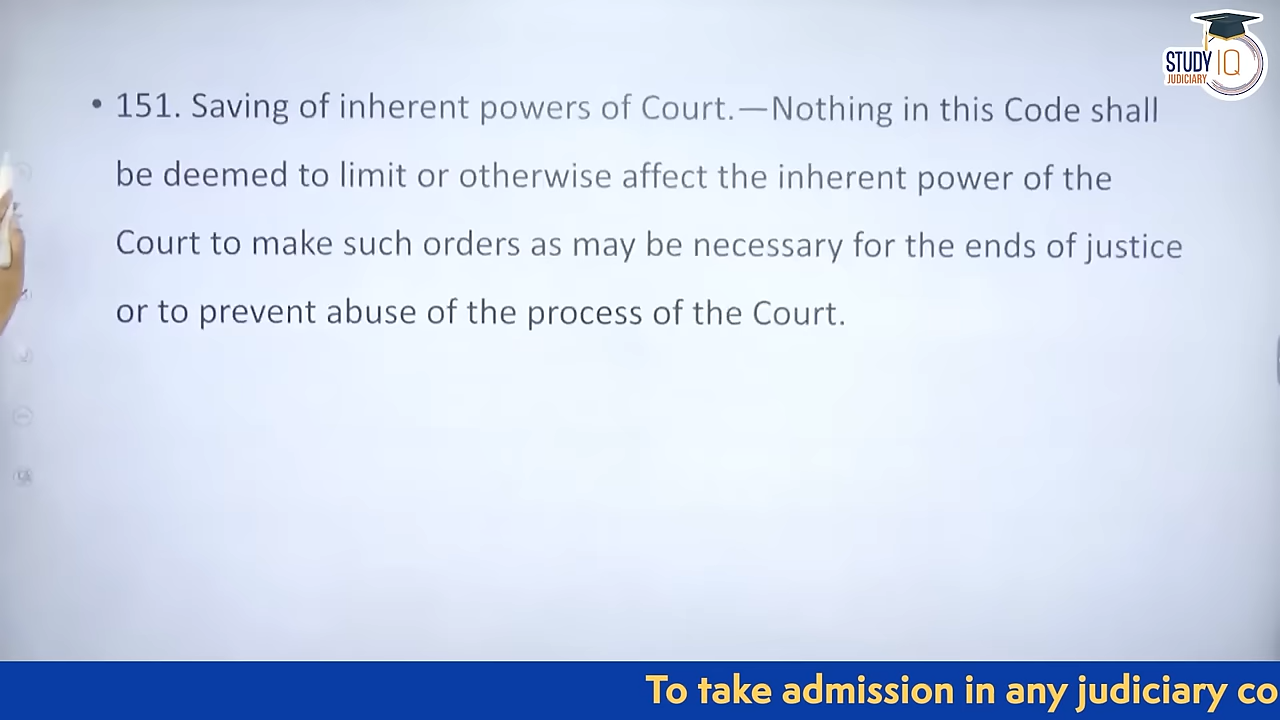 STUDY IQ
JUDICIARY
• 151. Saving of inherent powers of Court.—Nothing in this Code shall
be deemed to limit or otherwise affect the inherent power of the
Court to make such orders as may be necessary for the ends of justice
or to prevent abuse of the process of the Court.
To take admission in any judiciary co